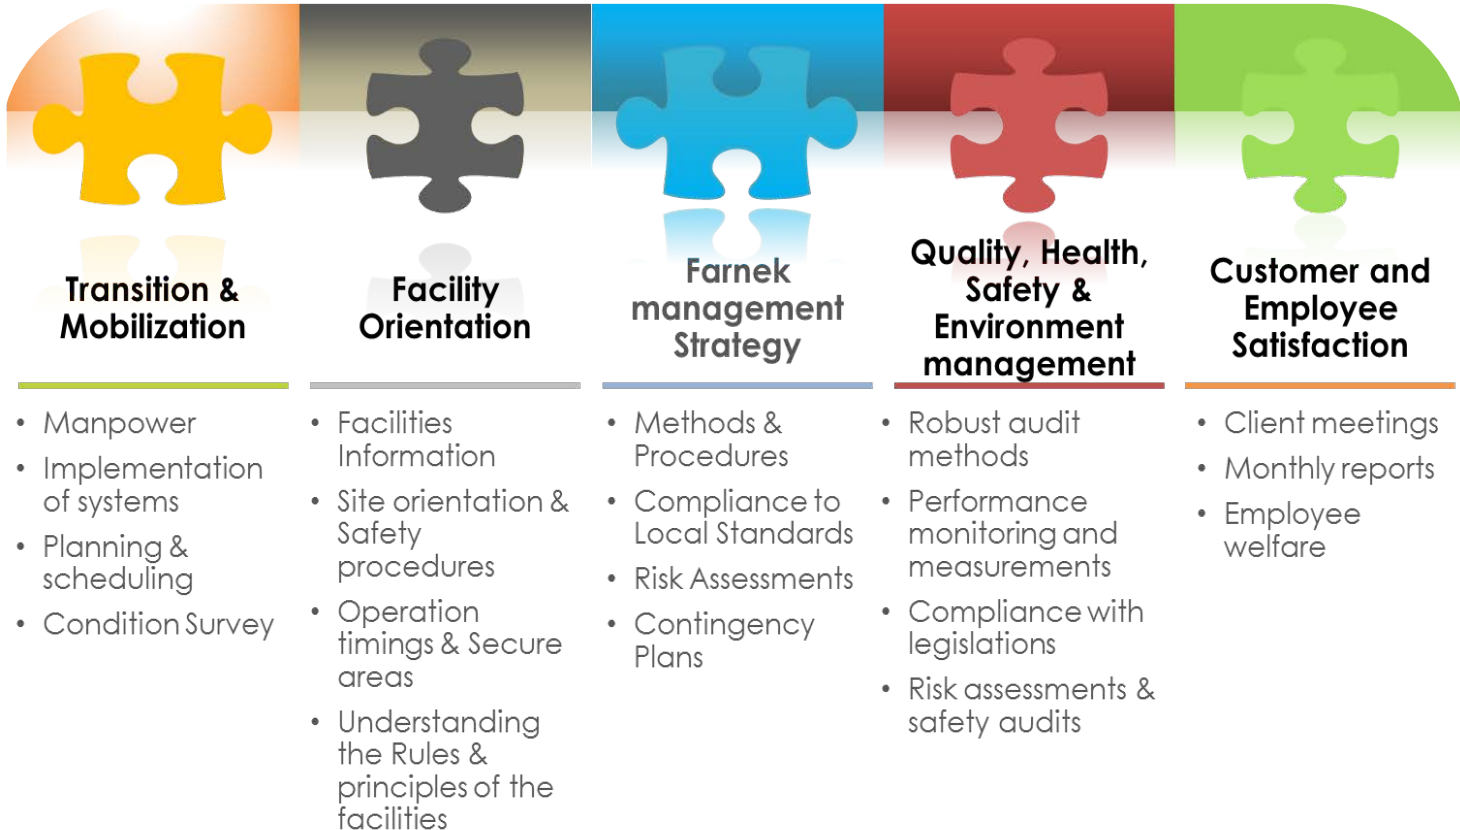 Transition &
Mobilization
• Manpower
• Implementation
of systems
• Planning &
scheduling
• Condition Survey
Facility
Orientation
• Facilities
Information
• Site orientation &
Safety
procedures
• Operation
timings & Secure
areas
• Understanding
the Rules &
principles of the
facilities
Farnek
management
Strategy
• Methods &
Procedures
• Compliance to
Local Standards
• Risk Assessments
• Contingency
Plans
Quality, Health,
Safety &
Environment
management
• Robust audit
methods
• Performance
monitoring and
measurements
• Compliance with
legislations
• Risk assessments &
safety audits
Customer and
Employee
Satisfaction
• Client meetings
• Monthly reports
• Employee
welfare